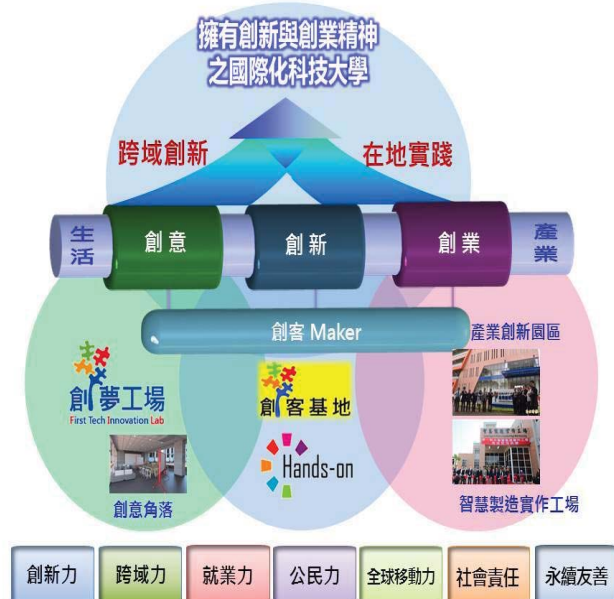 擁有創新與創業精神
之國際化科技大學
跨域創新
在地實踐
生活
創意
創新
創業
產業
創客 Maker
產業創新園區
創夢工場
First Tech Innovation Lab
創客基地
Hands-on
創意角落
智慧製造實作工場
創新力
跨域力
就業力
公民力
全球移動力
社會責任
永續友善